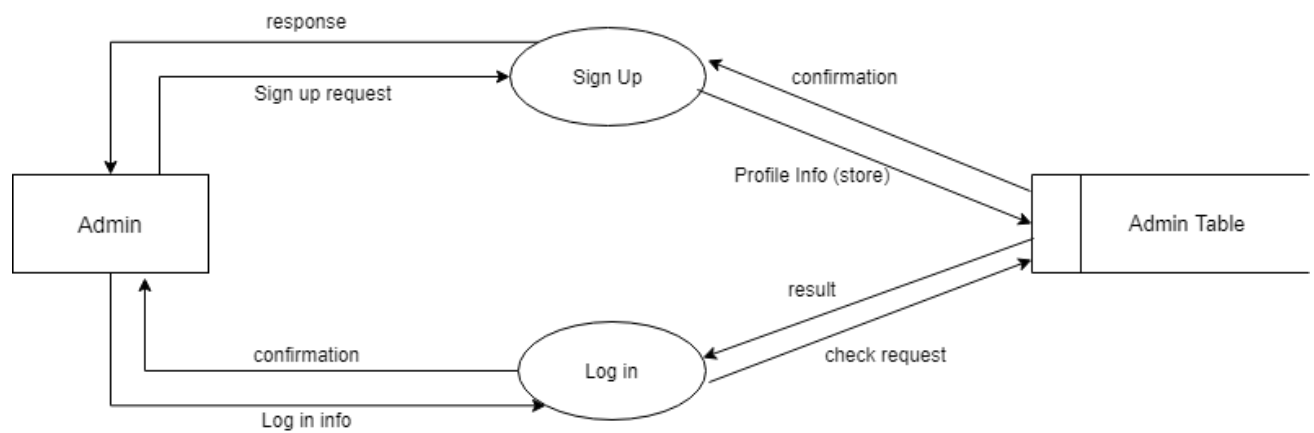 response
Sign Up
confirmation
Sign up request
Profile Info (store)
Admin
Admin Table
result
confirmation
check request
Log in
Log in info